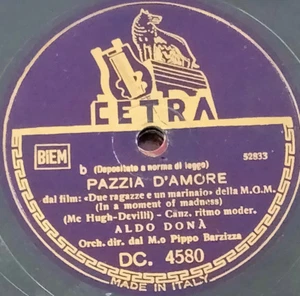 CETRA
BIEM
52833
b (Depositato a norma di legge)
PAZZIA D'AMORE
dal film: «Due ragazze e un marinaio» della M.G.M.
(In a moment of madness)
(Mc Hugh-Devilli) - Canz. ritmo moder.
ALDO DONÀ
Orch. dir. dal M.o Pippo Barzizza
DC. 4580
MADE IN ITALY